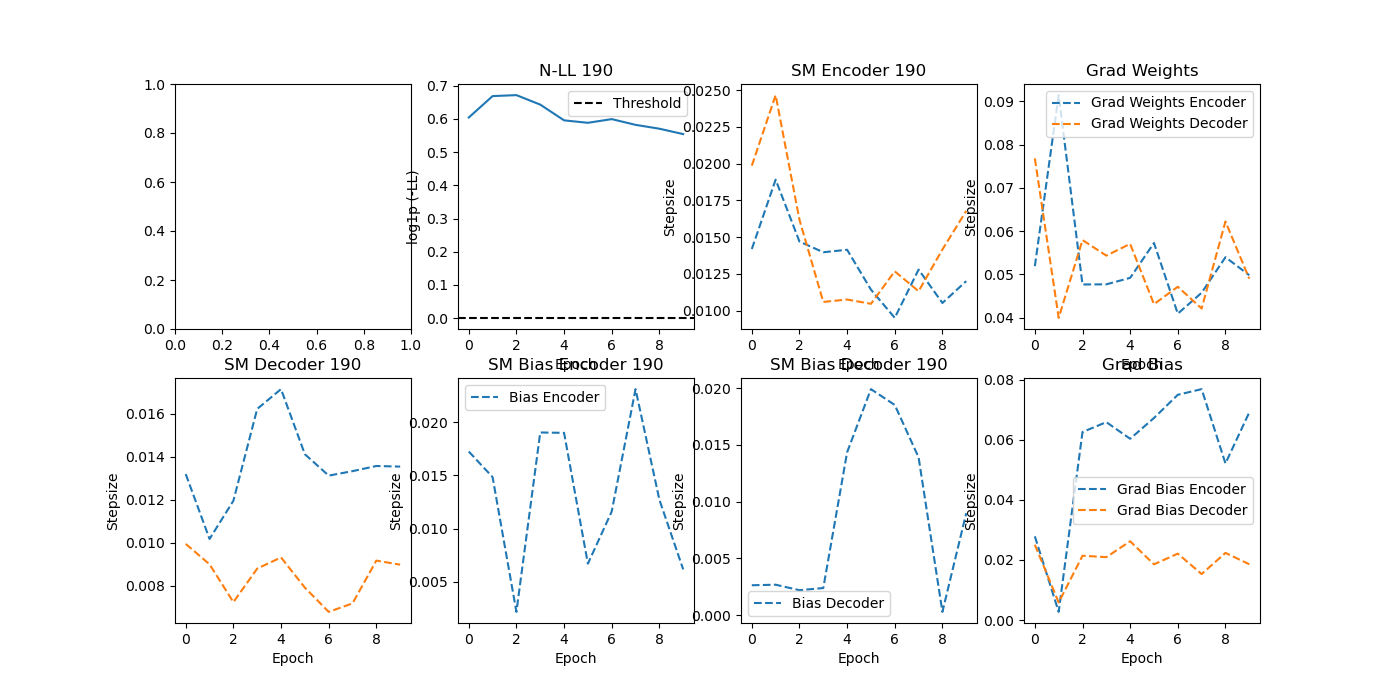 N-LL 190
SM Encoder 190
Grad Weights
1.0
0.8
0.6
0.4
0.2
0.0
0.0 0.2 0.4 0.6 0.8 1.0
log1p (-LL)
0.7
0.6
0.5
0.4
0.3
0.2
0.1
0.0
Threshold
0 2 4 6 8
Epoch
Stepsize
0.0250
0.0225
0.0200
0.0175
0.0150
0.0125
0.0100
0 2 4 6 8
Epoch
Stepsize
0.09
0.08
0.07
0.06
0.05
0.04
Grad Weights Encoder
Grad Weights Decoder
0 2 4 6 8
Epoch
SM Decoder 190
SM Bias Encoder 190
SM Bias Decoder 190
Grad Bias
Stepsize
0.016
0.014
0.012
0.010
0.008
0 2 4 6 8
Epoch
Stepsize
0.020
0.015
0.010
0.005
Bias Encoder
0 2 4 6 8
Epoch
Stepsize
0.020
0.015
0.010
0.005
0.000
Bias Decoder
0 2 4 6 8
Epoch
Stepsize
0.08
0.06
0.04
0.02
0.00
Grad Bias Encoder
Grad Bias Decoder
0 2 4 6 8
Epoch